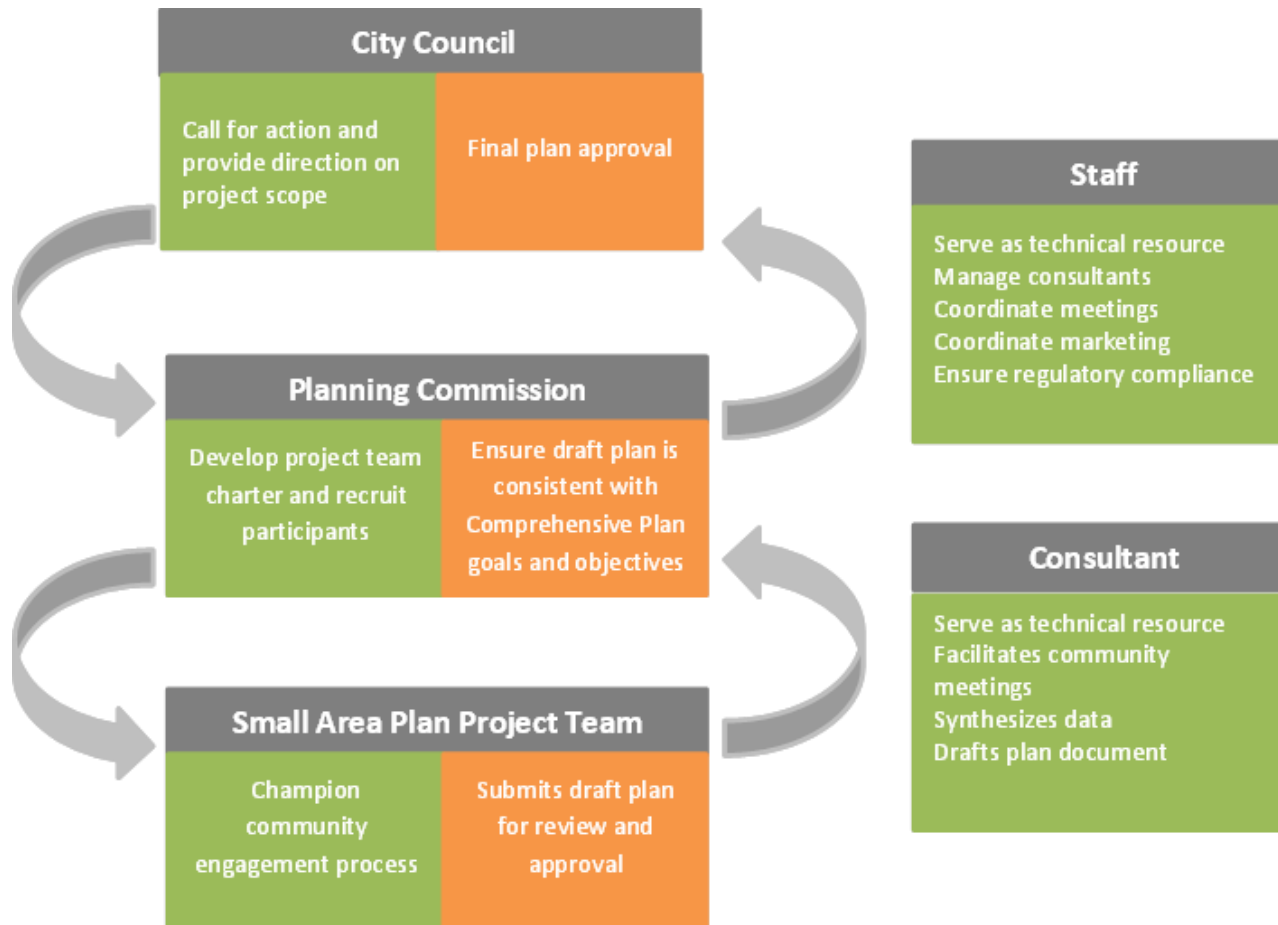 City Council
Call for action and
provide direction on
project scope
Final plan approval
Planning Commission
Develop project team
charter and recruit
participants
Ensure draft plan is
consistent with
Comprehensive Plan
goals and objectives
Small Area Plan Project Team
Champion
community
engagement process
Submits draft plan
for review and
approval
Staff
Serve as technical resource
Manage consultants
Coordinate meetings
Coordinate marketing
Ensure regulatory compliance
Consultant
Serve as technical resource
Facilitates community
meetings
Synthesizes data
Drafts plan document